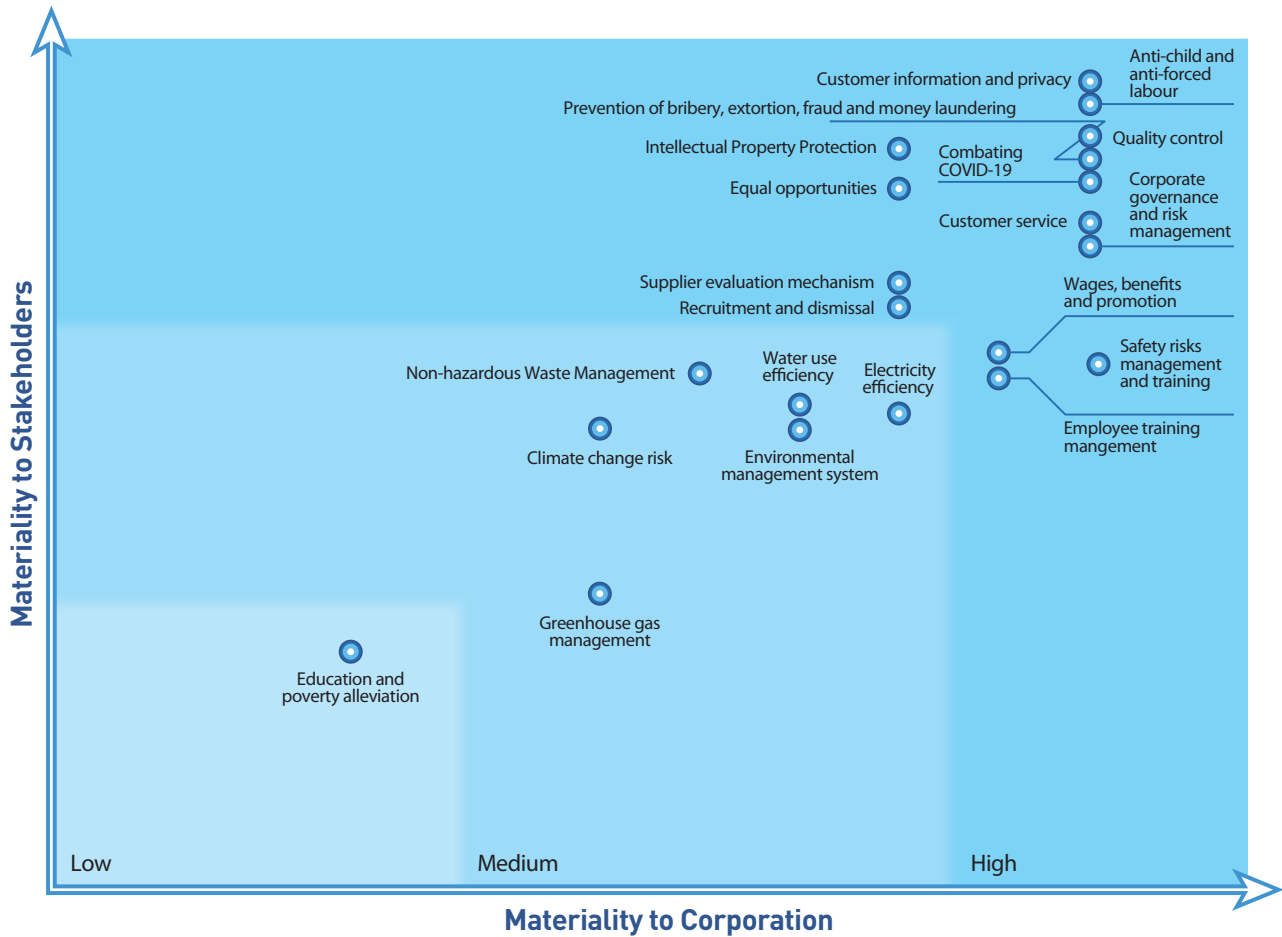 Materiality to Stakeholders
Customer information and privacy
Anti-child and
anti-forced
labour
Prevention of bribery, extortion, fraud and money laundering
Intellectual Property Protection
Combating
COVID-19
Quality control
Equal opportunities
Corporate
governance
and risk
management
Customer service
Supplier evaluation mechanism
Recruitment and dismissal
Wages, benefits
and promotion
Safety risks
management
and training
Employee training
mangement
Non-hazardous Waste Management
Water use
efficiency
Electricity
efficiency
Climate change risk
Environmental
management system
Greenhouse gas
management
Education and
poverty alleviation
Low
Medium
High
Materiality to Corporation